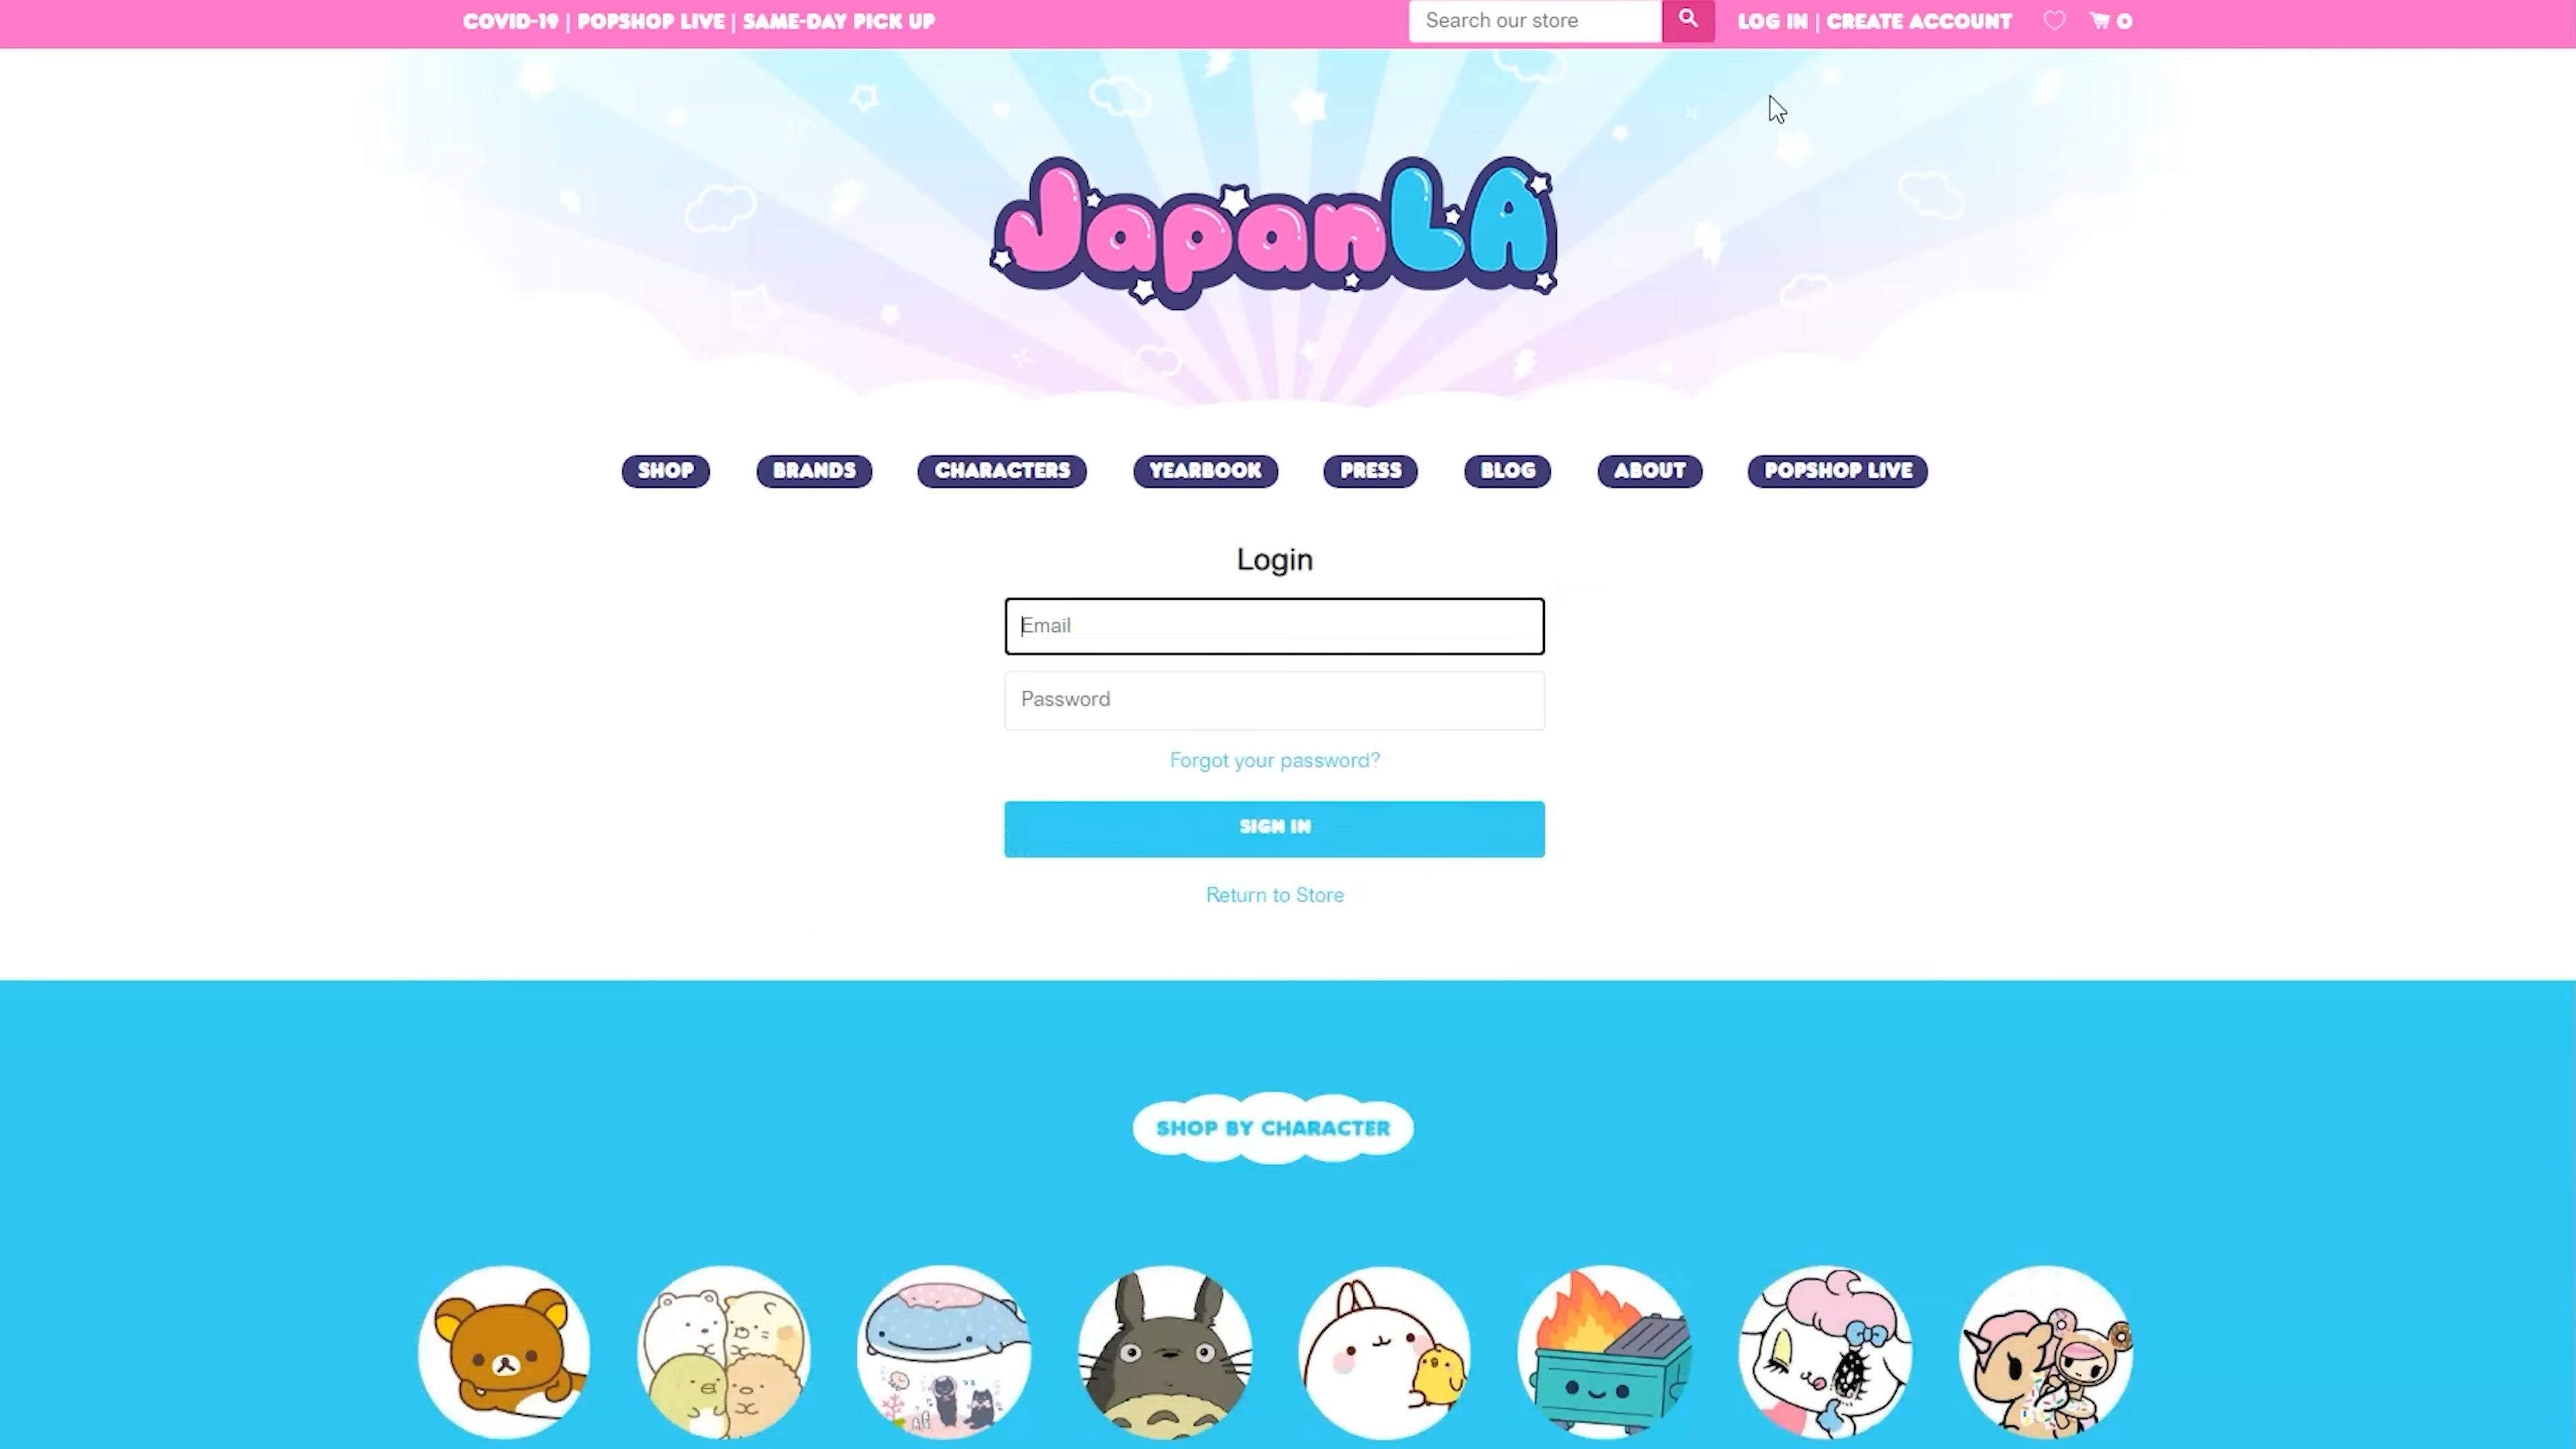 COVID-19 | POPSHOP LIVE | SAME-DAY PICK UP
Search our store
LOG IN | CREATE ACCOUNT
0
JapanLA
SHOP
BRANDS
CHARACTERS
YEARBOOK
PRESS
BLOG
ABOUT
POPSHOP LIVE
Login
Email
Password
Forgot your password?
SIGN IN
Return to Store
SHOP BY CHARACTER